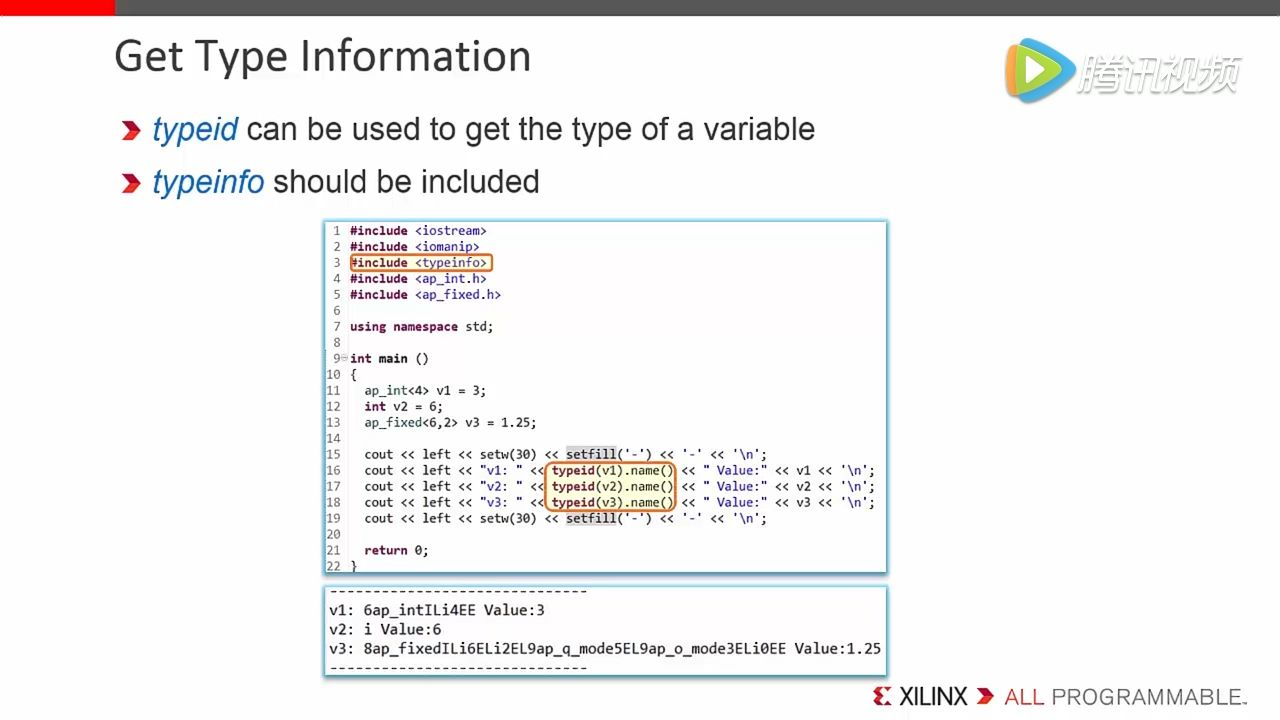 Get Type Information
腾讯视频
typeid can be used to get the type of a variable
typeinfo should be included
1 #include <iostream>
2 #include <iomanip>
3 #include <typeinfo>
4 #include <ap_int.h>
5 #include <ap_fixed.h>
6
7 using namespace std;
8
9 int main ()
10 {
11 ap_int<4> v1 = 3;
12 int v2 = 6;
13 ap_fixed<6,2> v3 = 1.25;
14
15 cout << left << setw(30) << setfill('-') << '-' << '\n';
16 cout << left << "v1: " << typeid(v1).name() << " Value:" << v1 << '\n';
17 cout << left << "v2: " << typeid(v2).name() << " Value:" << v2 << '\n';
18 cout << left << "v3: " << typeid(v3).name() << " Value:" << v3 << '\n';
19 cout << left << setw(30) << setfill('-') << '-' << '\n';
20
21 return 0;
22 }
------------------------------
v1: 6ap_intILi4EE Value:3
v2: i Value:6
v3: 8ap_fixedILi6ELi2EL9ap_q_mode5EL9ap_o_mode3ELi0EE Value:1.25
------------------------------
XILINX ALL PROGRAMMABLE™